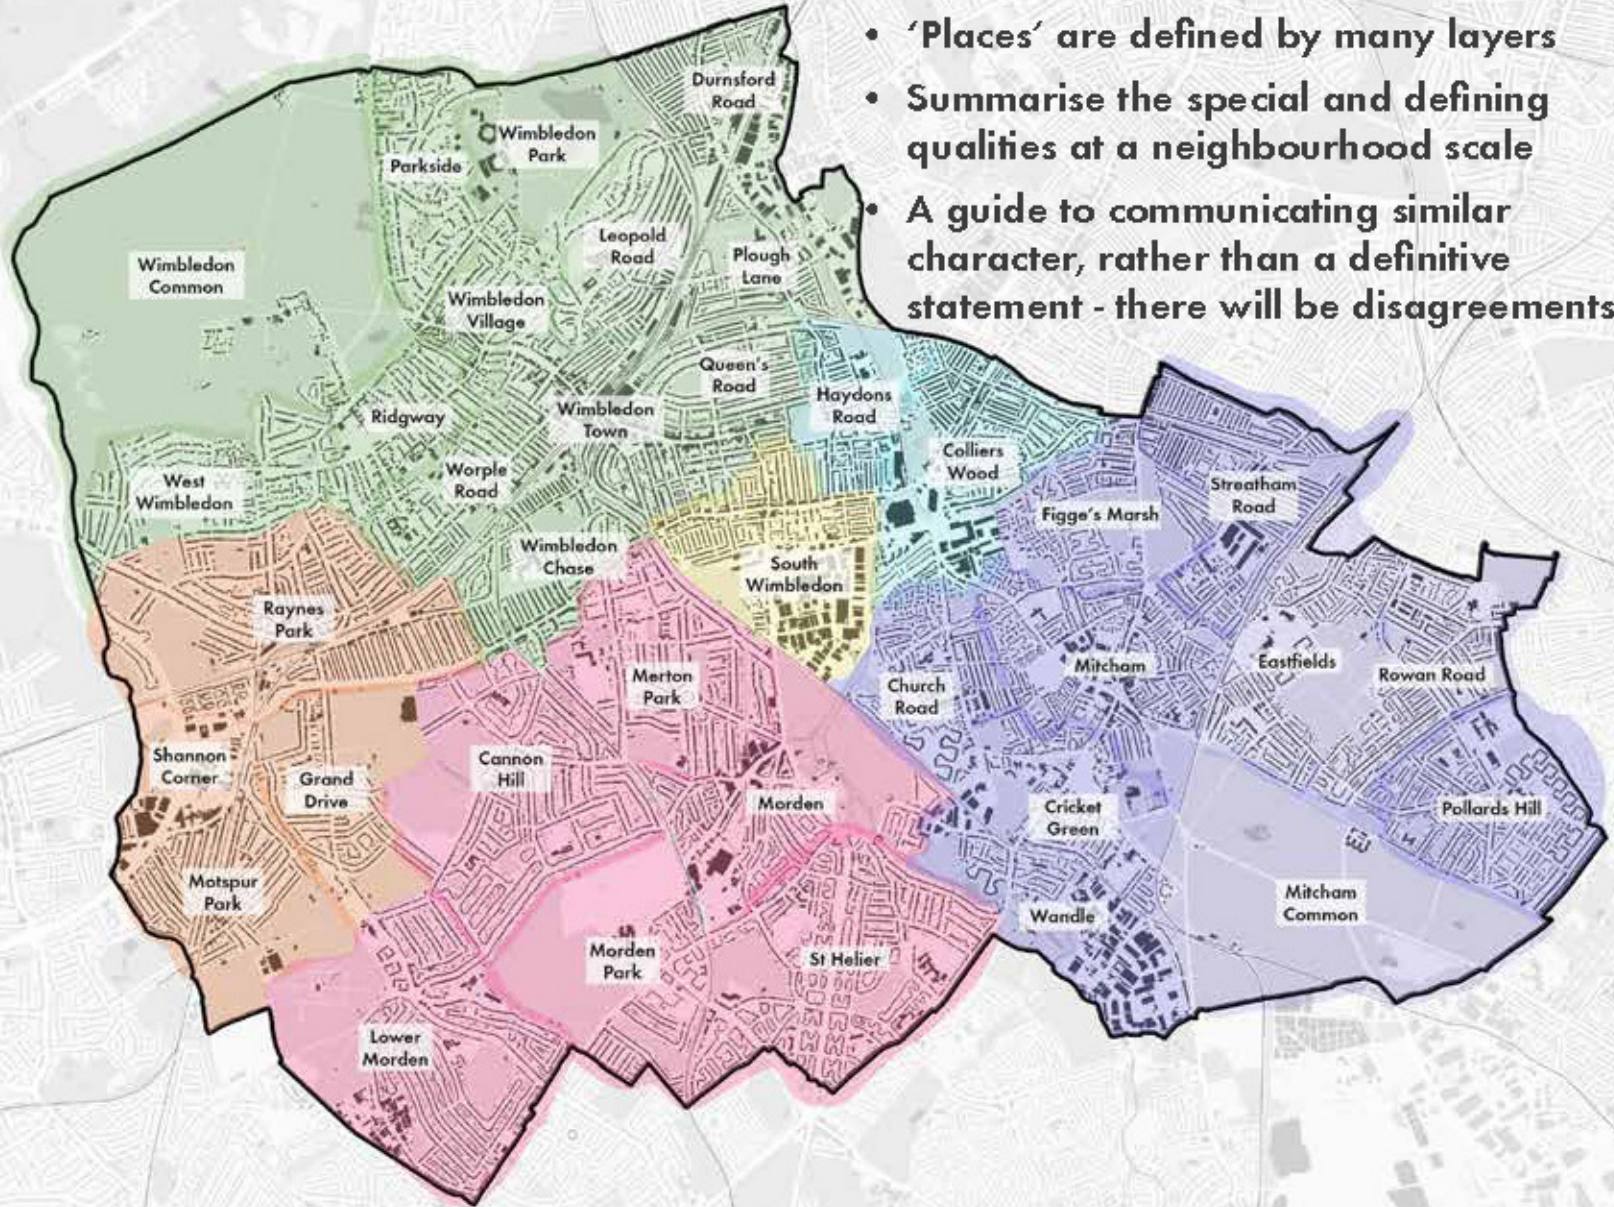 • ‘Places’ are defined by many layers
• Summarise the special and defining
qualities at a neighbourhood scale
• A guide to communicating similar
character, rather than a definitive
statement - there will be disagreements
Durnsford
Road
Wimbledon
Park
Parkside
Leopold
Road
Plough
Lane
Wimbledon
Common
Wimbledon
Village
Queen's
Road
Haydons
Road
Ridgway
Wimbledon
Town
Colliers
Wood
Worple
Road
West
Wimbledon
Streatham
Road
Figge's Marsh
Wimbledon
Chase
South
Wimbledon
Raynes
Park
Mitcham
Eastfields
Rowan Road
Merton
Park
Church
Road
Shannon
Corner
Grand
Drive
Cannon
Hill
Morden
Cricket
Green
Pollards Hill
Motspur
Park
Mitcham
Common
Wandle
Morden
Park
St Helier
Lower
Morden